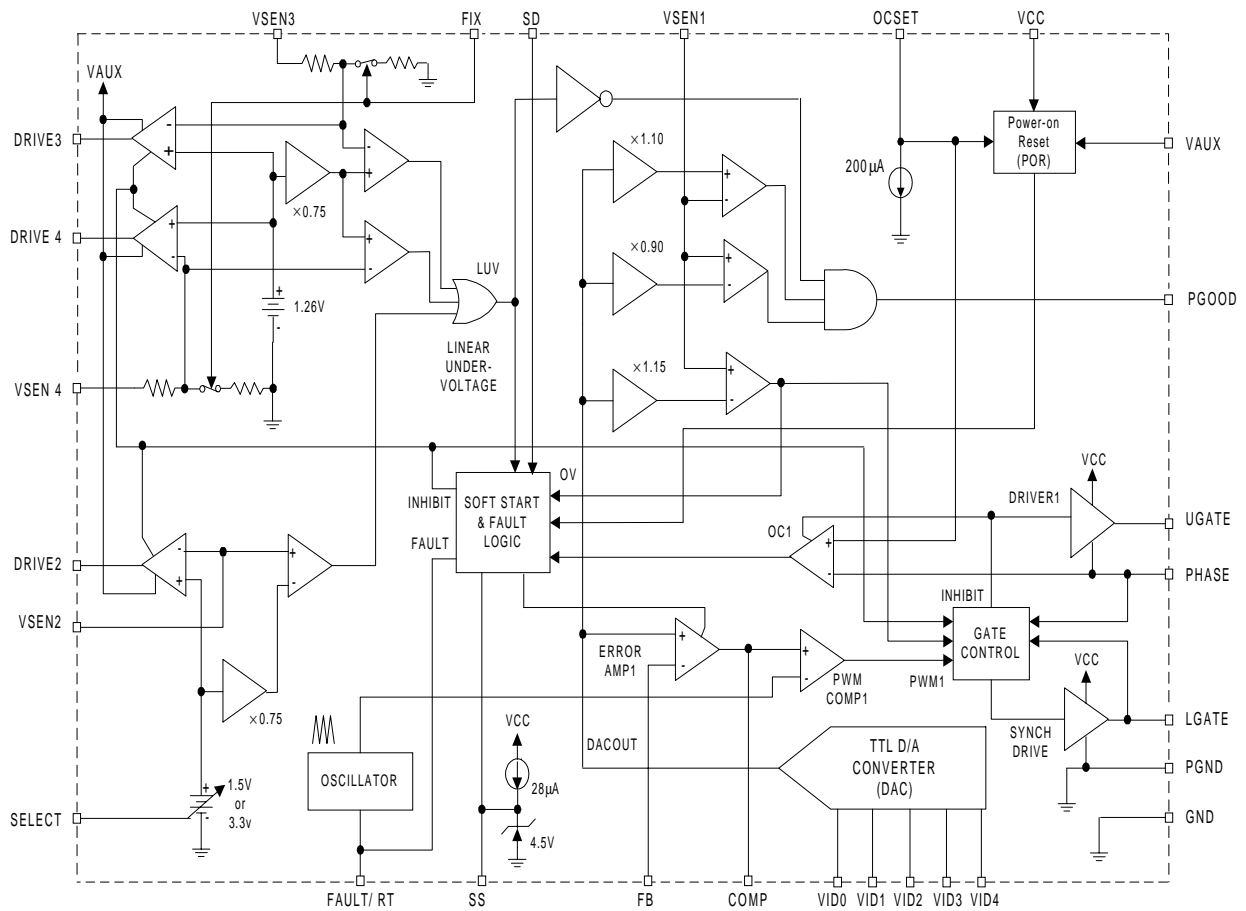 VSEN3
FIX
SD
VSEN1
OCSET
VCC
VAUX
DRIVE3
-
+
-
+
×0.75
×1.10
+
-
200µA
Power-on
Reset
(POR)
VAUX
DRIVE 4
+
-
+
-
LUV
×0.90
+
-
PGOOD
+
1.26V
-
LINEAR
UNDER-
VOLTAGE
VSEN 4
×1.15
+
-
INHIBIT
SOFT START
& FAULT
LOGIC
OV
FAULT
VCC
DRIVER1
OC1
+
-
UGATE
PHASE
DRIVE2
-
+
+
-
VSEN2
INHIBIT
GATE
CONTROL
PWM1
ERROR
AMP1
+
-
+
-
PWM
COMP1
VCC
×0.75
SYNCH
DRIVE
LGATE
VCC
DACOUT
TTL D/A
CONVERTER
(DAC)
PGND
OSCILLATOR
28µA
4.5V
SELECT
+
-
1.5V
or
3.3v
GND
FAULT/ RT
SS
FB
COMP
VID0
VID1
VID2
VID3
VID4